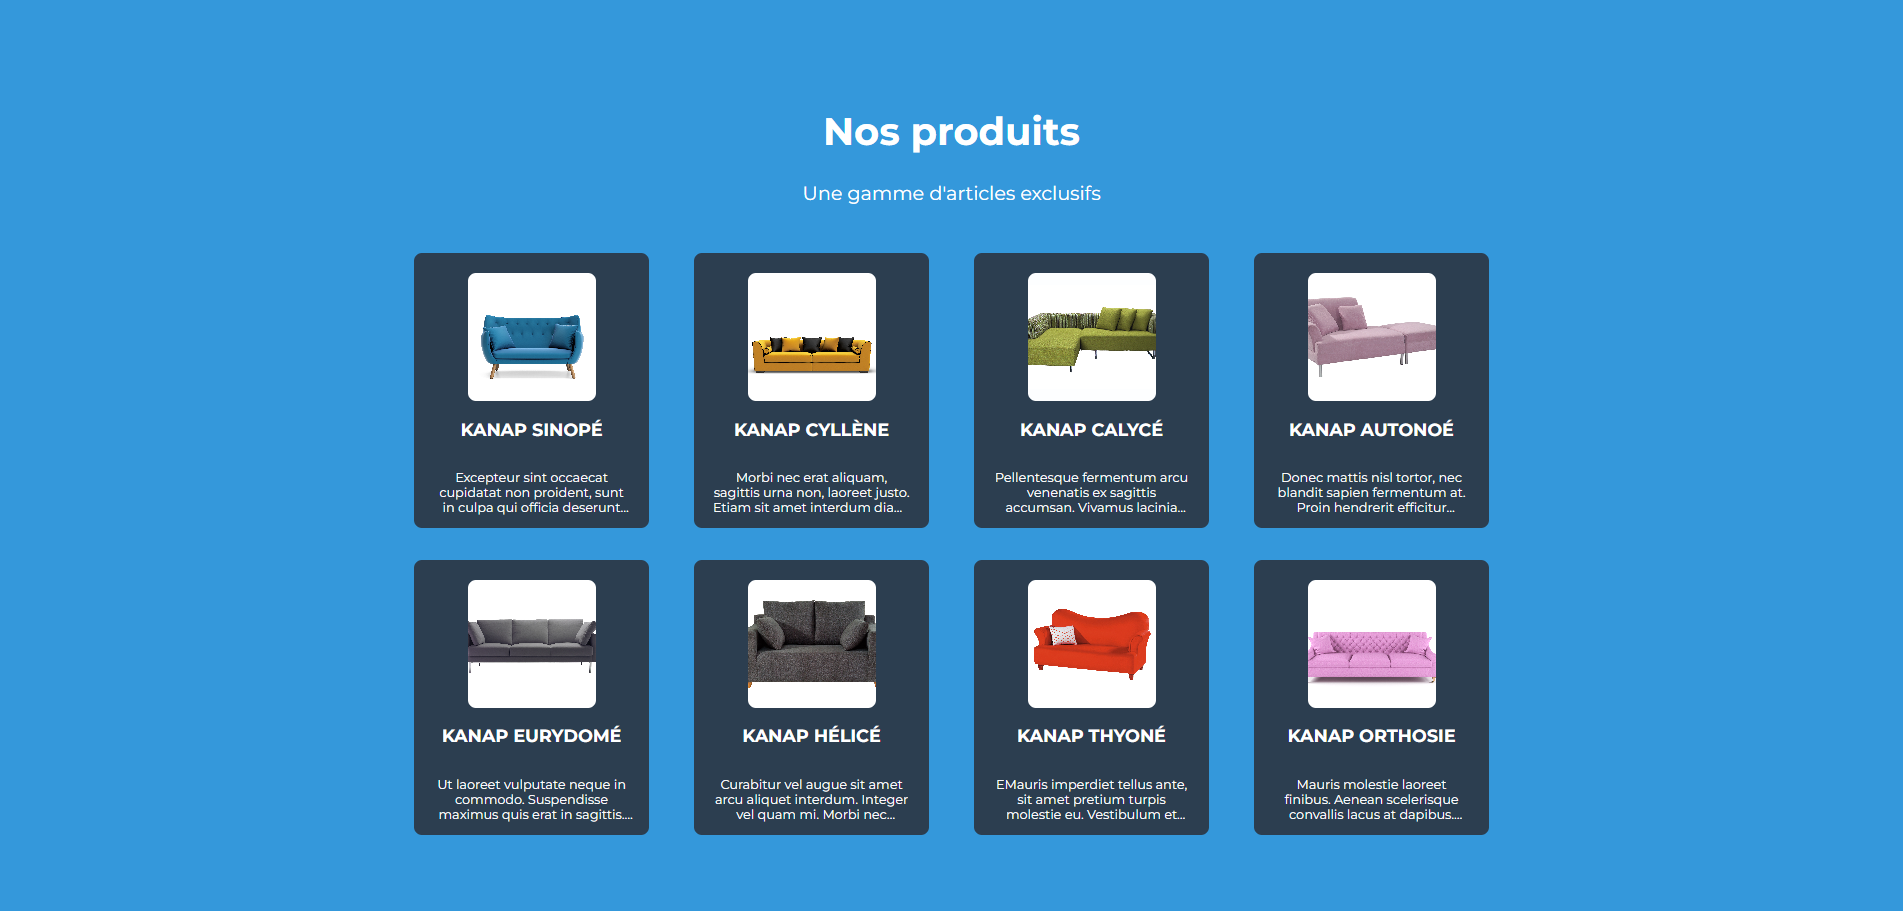 Nos produits
Une gamme d'articles exclusifs
KANAP SINOPÉ
Excepteur sint occaecat
cupidatat non proident, sunt
in culpa qui officia deserunt...
KANAP CYLLÈNE
Morbi nec erat aliquam,
sagittis urna non, laoreet justo.
Etiam sit amet interdum dia...
KANAP CALYCÉ
Pellentesque fermentum arcu
venenatis ex sagittis
accumsan. Vivamus lacinia...
KANAP AUTONOÉ
Donec mattis nisl tortor, nec
blandit sapien fermentum at.
Proin hendrerit efficitur...
KANAP EURYDOMÉ
Ut laoreet vulputate neque in
commodo. Suspendisse
maximus quis erat in sagittis....
KANAP HÉLICÉ
Curabitur vel augue sit amet
arcu aliquet interdum. Integer
vel quam mi. Morbi nec...
KANAP THYONÉ
EMauris imperdiet tellus ante,
sit amet pretium turpis
molestie eu. Vestibulum et...
KANAP ORTHOSIE
Mauris molestie laoreet
finibus. Aenean scelerisque
convallis lacus at dapibus....